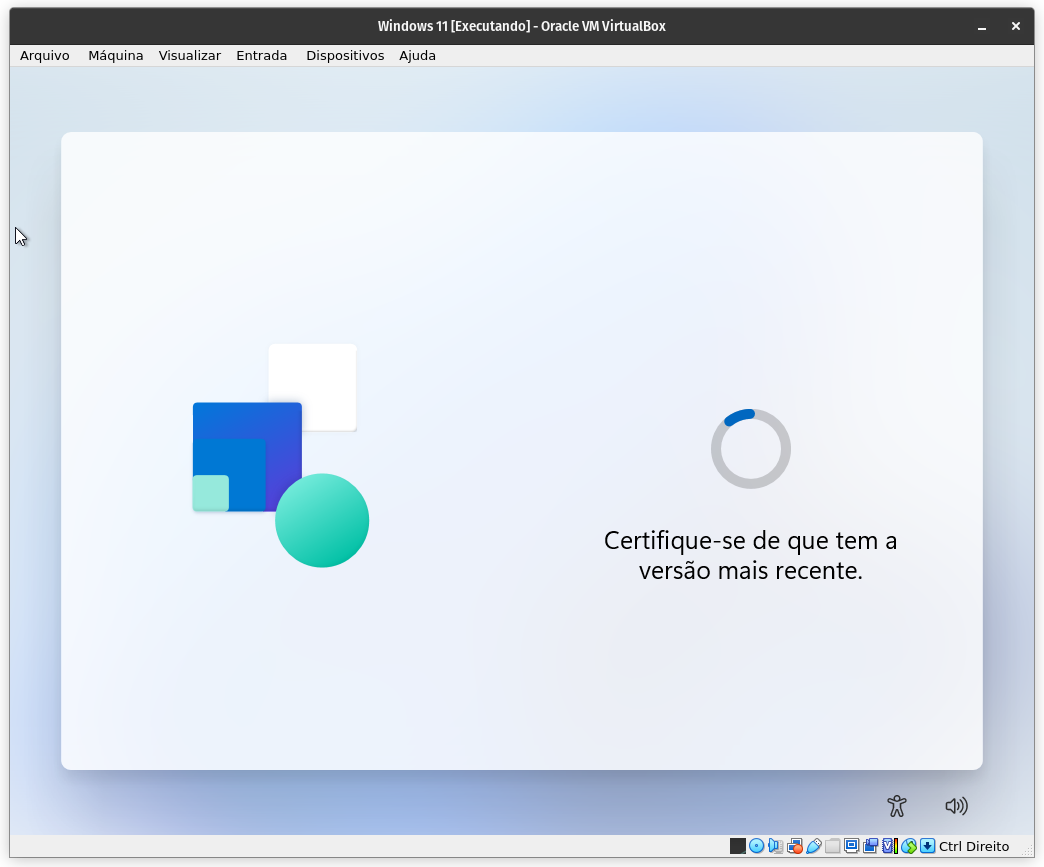 Windows 11 [Executando] - Oracle VM VirtualBox
Arquivo Máquina Visualizar Entrada Dispositivos Ajuda
Certifique-se de que tem a
versão mais recente.
Ctrl Direito